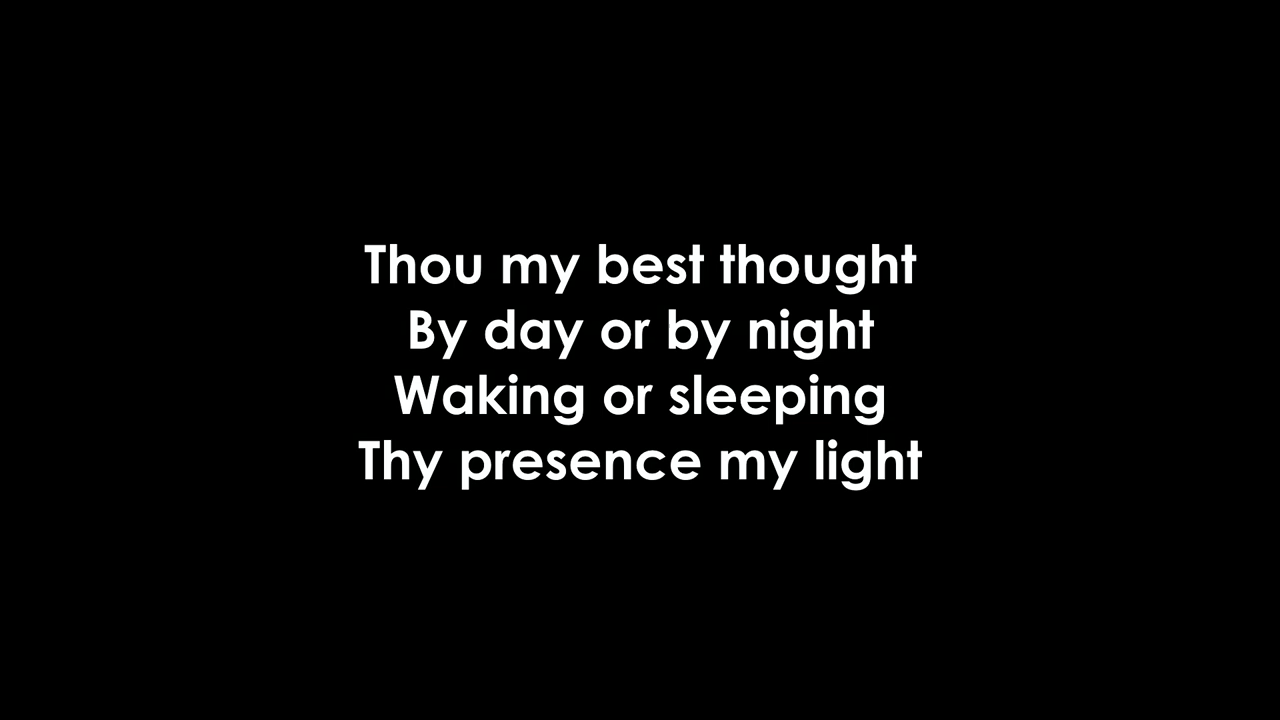 Thou my best thought
By day or by night
Waking or sleeping
Thy presence my light